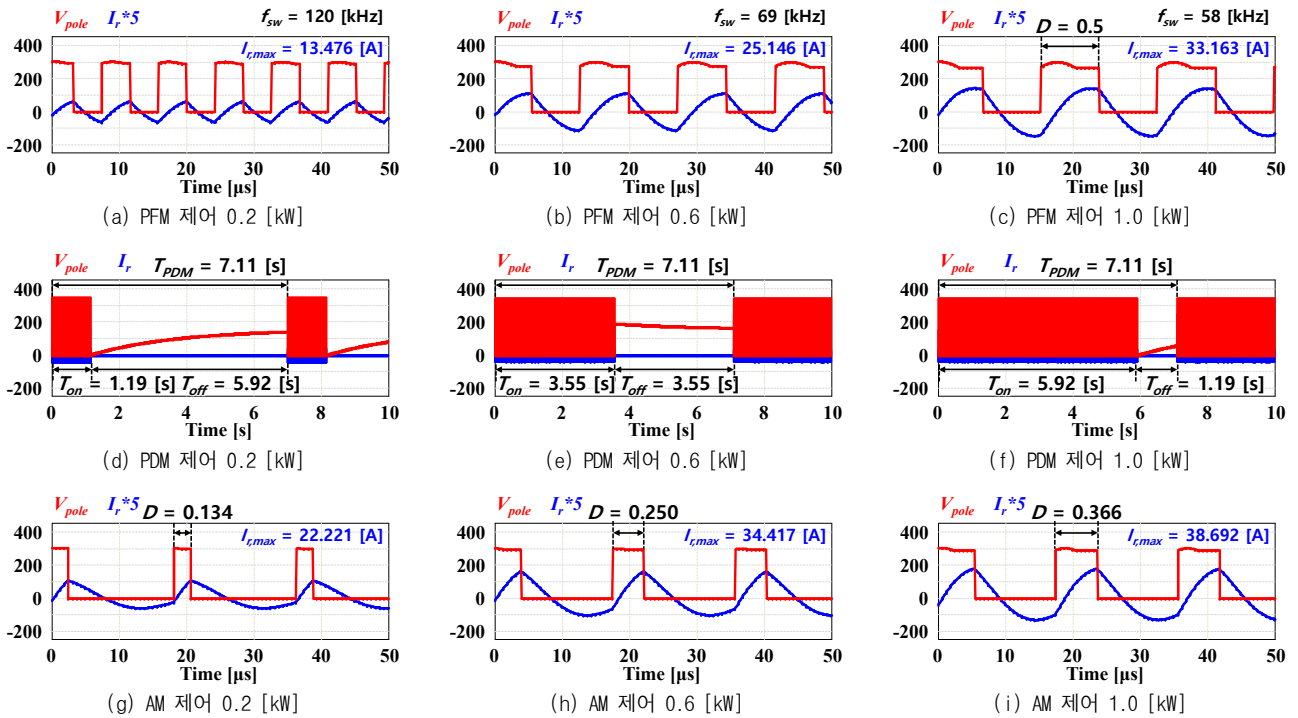 V_pole I_r*5 f_sw = 120 [kHz]
I_r,max = 13.476 [A]
400
200
0
-200
0 10 20 30 40 50
Time [μs]
(a) PFM 제어 0.2 [kW]
V_pole I_r*5 f_sw = 69 [kHz]
I_r,max = 25.146 [A]
400
200
0
-200
0 10 20 30 40 50
Time [μs]
(b) PFM 제어 0.6 [kW]
V_pole I_r*5 f_sw = 58 [kHz]
D = 0.5
I_r,max = 33.163 [A]
400
200
0
-200
0 10 20 30 40 50
Time [μs]
(c) PFM 제어 1.0 [kW]
V_pole I_r T_PDM = 7.11 [s]
400
200
0
-200
T_on = 1.19 [s] T_off = 5.92 [s]
0 2 4 6 8 10
Time [s]
(d) PDM 제어 0.2 [kW]
V_pole I_r T_PDM = 7.11 [s]
400
200
0
-200
T_on = 3.55 [s] T_off = 3.55 [s]
0 2 4 6 8 10
Time [s]
(e) PDM 제어 0.6 [kW]
V_pole I_r T_PDM = 7.11 [s]
400
200
0
-200
T_on = 5.92 [s] T_off = 1.19 [s]
0 2 4 6 8 10
Time [s]
(f) PDM 제어 1.0 [kW]
V_pole I_r*5 D = 0.134
I_r,max = 22.221 [A]
400
200
0
-200
0 10 20 30 40 50
Time [μs]
(g) AM 제어 0.2 [kW]
V_pole I_r*5 D = 0.250
I_r,max = 34.417 [A]
400
200
0
-200
0 10 20 30 40 50
Time [μs]
(h) AM 제어 0.6 [kW]
V_pole I_r*5 D = 0.366
I_r,max = 38.692 [A]
400
200
0
-200
0 10 20 30 40 50
Time [μs]
(i) AM 제어 1.0 [kW]